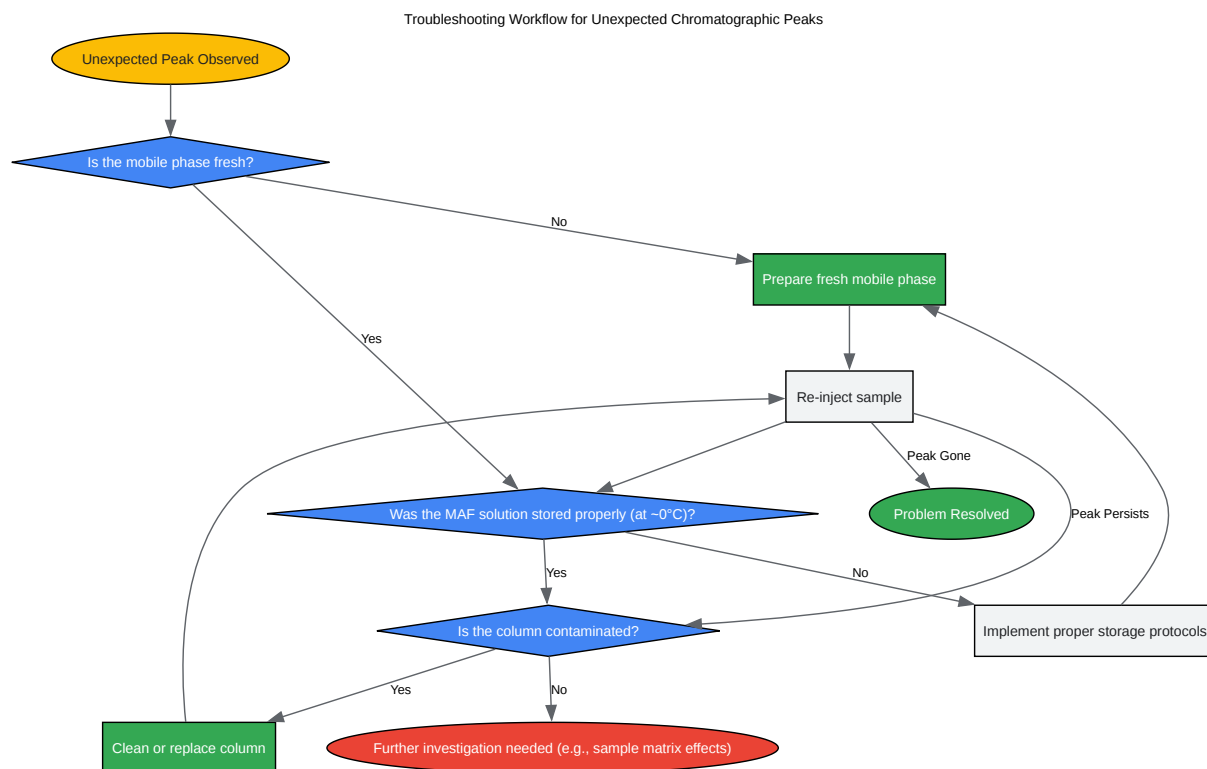 Troubleshooting Workflow for Unexpected Chromatographic Peaks
Unexpected Peak Observed
Is the mobile phase fresh?
No
Prepare fresh mobile phase
Yes
Re-inject sample
Peak Gone
Was the MAF solution stored properly (at ~0°C)?
Problem Resolved
Peak Persists
Yes
No
Is the column contaminated?
Implement proper storage protocols
Yes
No
Clean or replace column
Further investigation needed (e.g., sample matrix effects)